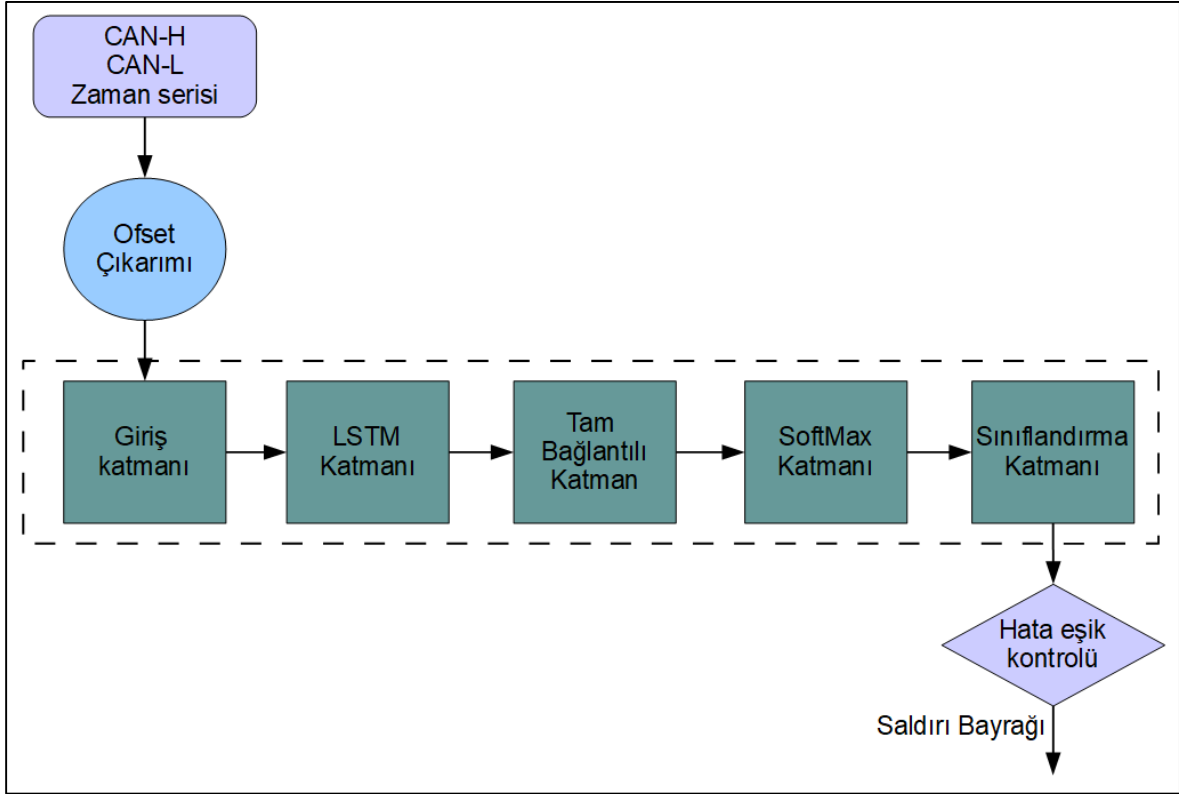 CAN-H
CAN-L
Zaman serisi
Ofset
Çıkarımı
Giriş
katmanı
LSTM
Katmanı
Tam
Bağlantılı
Katman
SoftMax
Katmanı
Sınıflandırma
Katmanı
Hata eşik
kontrolü
Saldırı Bayrağı